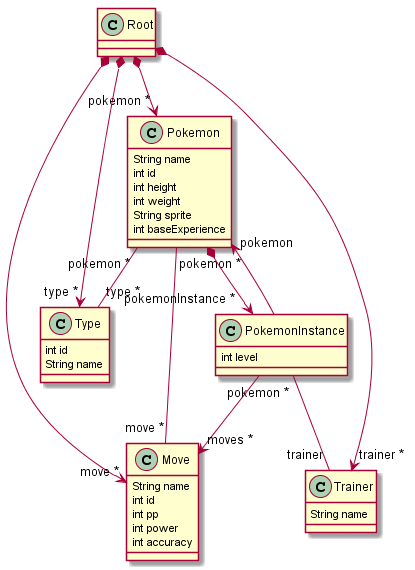 C Root
pokemon *
C Pokemon
String name
int id
int height
int weight
String sprite
int baseExperience
pokemon
pokemon *
pokemon *
type *
type *
pokemonInstance *
C Type
int id
String name
C PokemonInstance
int level
pokemon *
move *
moves *
trainer
trainer *
move *
C Move
String name
int id
int pp
int power
int accuracy
C Trainer
String name